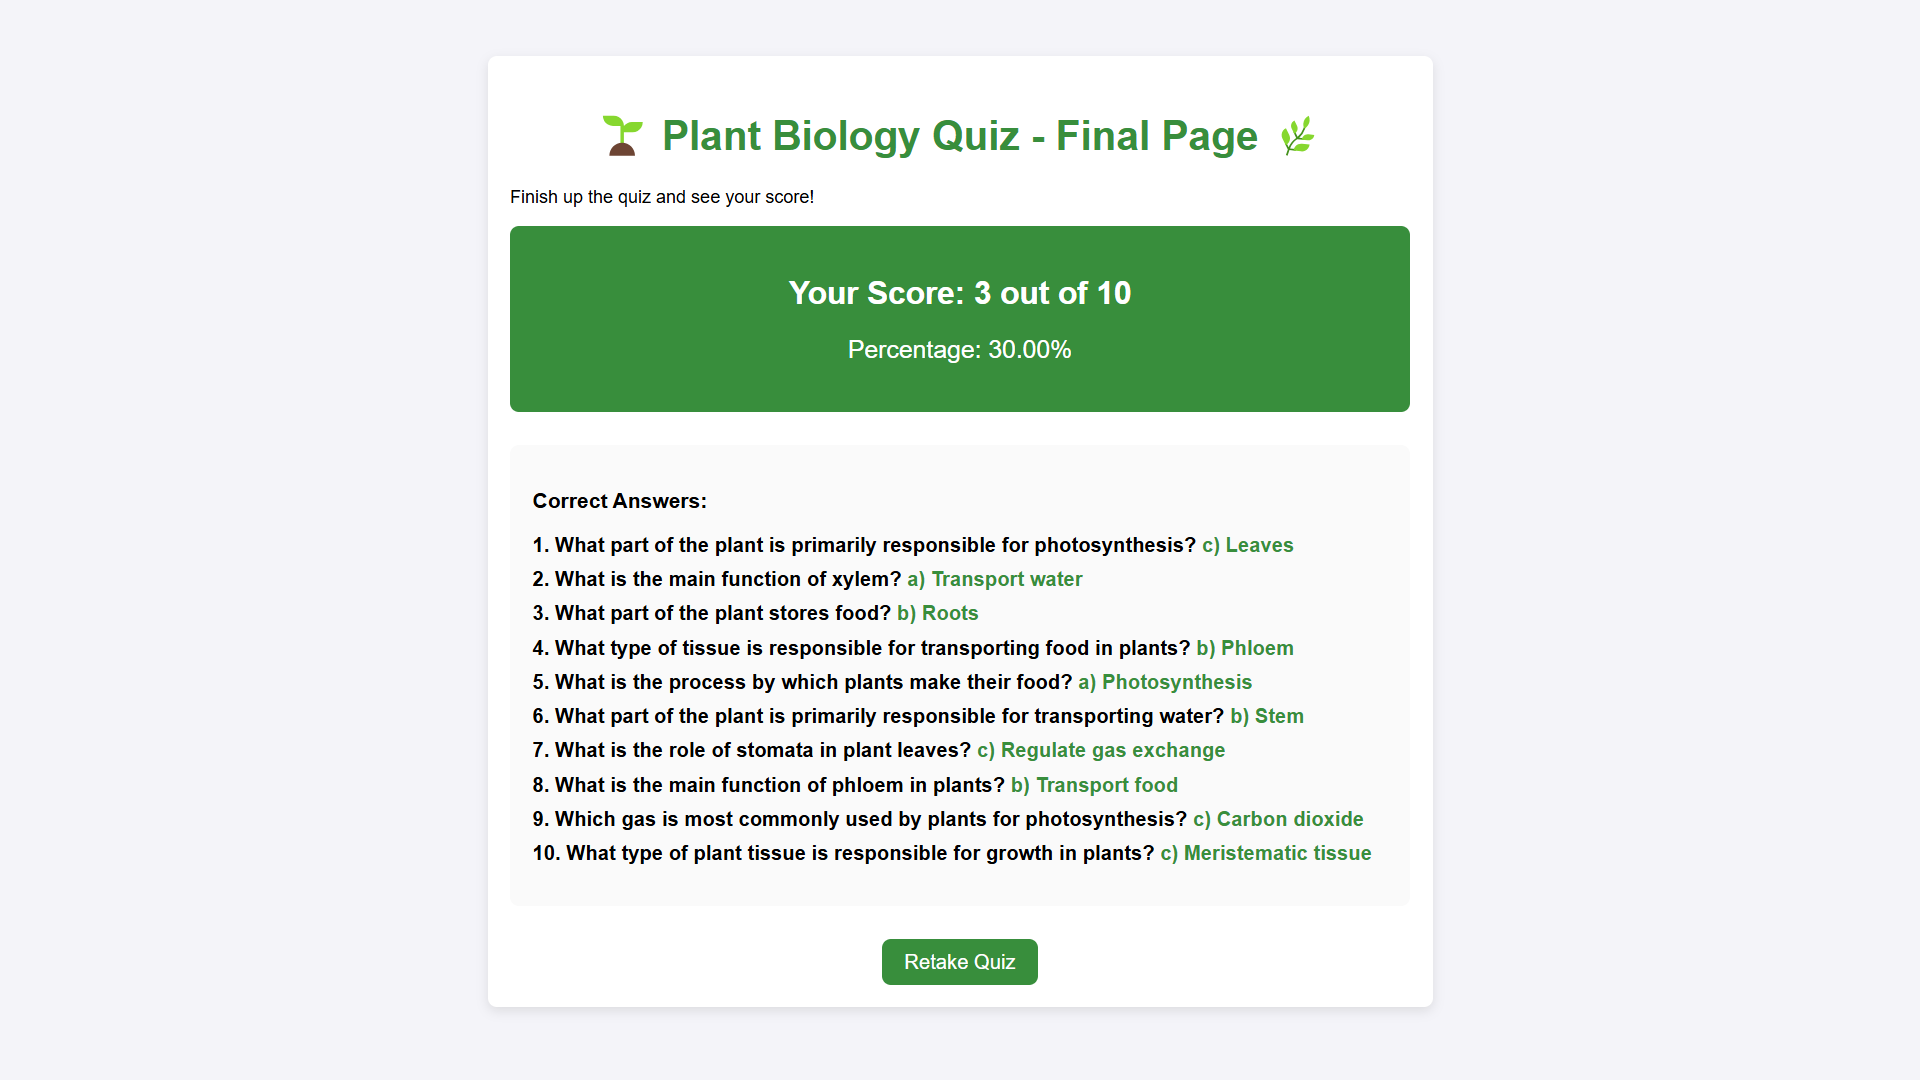 Plant Biology Quiz - Final Page
Finish up the quiz and see your score!
Your Score: 3 out of 10
Percentage: 30.00%
Correct Answers:
1. What part of the plant is primarily responsible for photosynthesis? c) Leaves
2. What is the main function of xylem? a) Transport water
3. What part of the plant stores food? b) Roots
4. What type of tissue is responsible for transporting food in plants? b) Phloem
5. What is the process by which plants make their food? a) Photosynthesis
6. What part of the plant is primarily responsible for transporting water? b) Stem
7. What is the role of stomata in plant leaves? c) Regulate gas exchange
8. What is the main function of phloem in plants? b) Transport food
9. Which gas is most commonly used by plants for photosynthesis? c) Carbon dioxide
10. What type of plant tissue is responsible for growth in plants? c) Meristematic tissue
Retake Quiz